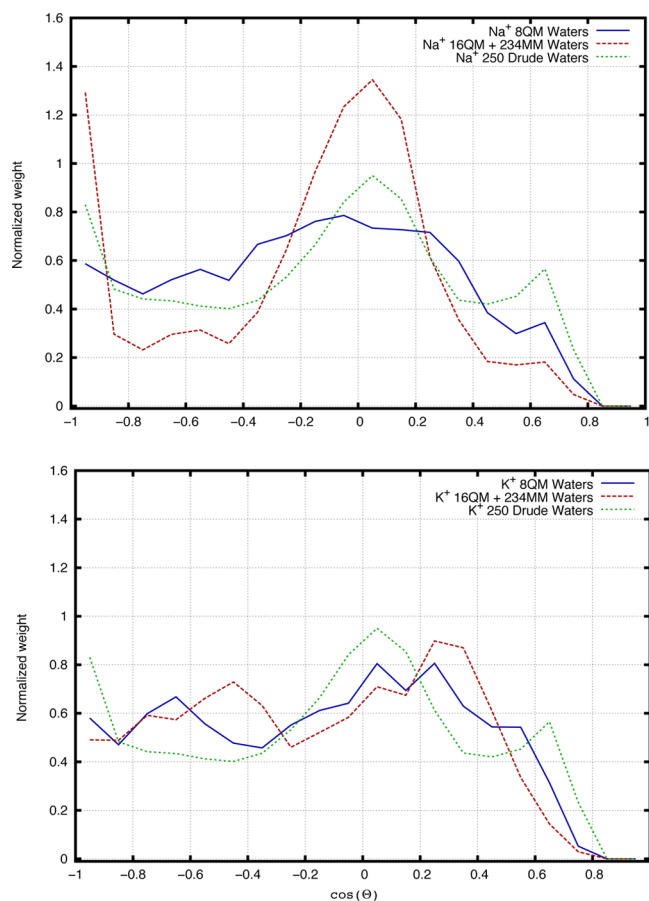 1.6
1.4
1.2
1
0.8
0.6
0.4
0.2
0
Normalized weight
Na+ 8QM Waters
Na+ 16QM + 234MM Waters
Na+ 250 Drude Waters
−1 −0.8 −0.6 −0.4 −0.2 0 0.2 0.4 0.6 0.8 1
1.6
1.4
1.2
1
0.8
0.6
0.4
0.2
0
Normalized weight
K+ 8QM Waters
K+ 16QM + 234MM Waters
K+ 250 Drude Waters
−1 −0.8 −0.6 −0.4 −0.2 0 0.2 0.4 0.6 0.8
cos(Θ)